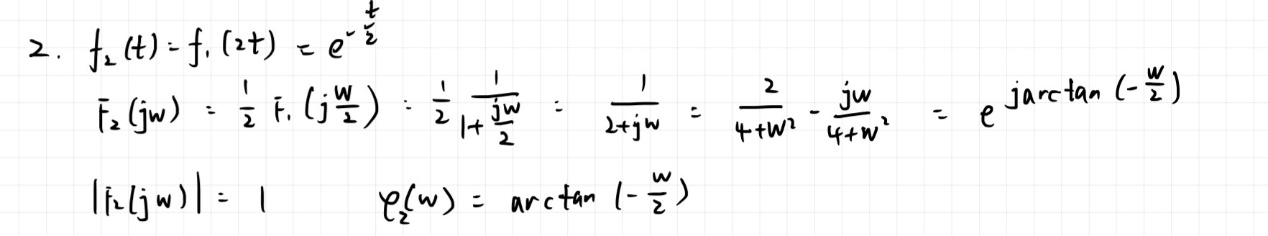 2. f₂(t) = f₁(2t) = e^{-t/2}
F₂(jw) = 1/2 F₁(j w/2) = 1/2 · 1/(1 + jw/2) = 1/(2+jw) = 2/(4+w²) - jw/(4+w²) = e^{jarctan(-w/2)}
|F₂(jw)| = 1 φ₂(w) = arctan(-w/2)